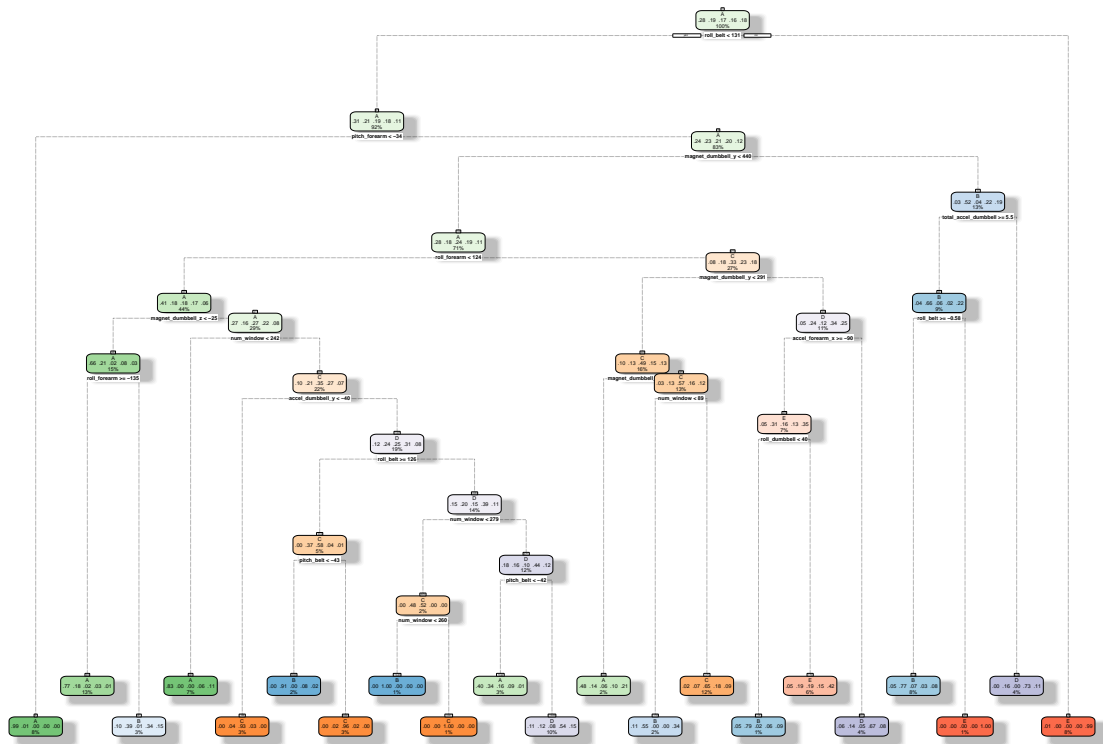 A
.28 .19 .17 .16 .18
100%
roll_belt < 131
A
.31 .21 .19 .18 .11
92%
pitch_forearm < −34
A
.24 .23 .21 .20 .12
83%
magnet_dumbbell_y < 440
B
.03 .52 .04 .22 .19
13%
total_accel_dumbbell >= 5.5
A
.28 .18 .24 .19 .11
71%
roll_forearm < 124
C
.08 .18 .33 .23 .18
27%
magnet_dumbbell_y < 291
A
.41 .18 .18 .17 .06
44%
magnet_dumbbell_z < −25
A
.27 .16 .27 .22 .08
29%
num_window < 242
D
.05 .24 .12 .34 .25
11%
accel_forearm_x >= −90
B
.04 .66 .06 .02 .22
9%
roll_belt >= −0.58
A
.66 .21 .02 .08 .03
15%
roll_forearm >= −135
C
.10 .21 .35 .27 .07
22%
accel_dumbbell_y < −40
C
.10 .13 .49 .15 .13
16%
magnet_dumbbell
C
.03 .13 .57 .16 .12
13%
num_window < 89
E
.05 .31 .16 .13 .35
7%
roll_dumbbell < 40
D
.12 .24 .25 .31 .08
19%
roll_belt >= 126
D
.15 .20 .15 .39 .11
14%
num_window < 279
C
.00 .37 .58 .04 .01
5%
pitch_belt < −43
D
.18 .16 .10 .44 .12
12%
pitch_belt < −42
C
.00 .48 .52 .00 .00
2%
num_window < 260
A
.77 .18 .02 .03 .01
13%
A
.83 .00 .00 .06 .11
7%
B
.00 .91 .00 .08 .02
2%
B
.00 1.00 .00 .00 .00
1%
A
.40 .34 .16 .09 .01
3%
A
.48 .14 .06 .10 .21
2%
C
.02 .07 .65 .18 .09
12%
E
.05 .19 .19 .15 .42
6%
B
.05 .77 .07 .03 .08
8%
D
.00 .16 .00 .73 .11
4%
A
.99 .01 .00 .00 .00
8%
B
.10 .39 .01 .34 .15
3%
C
.00 .04 .93 .03 .00
3%
C
.00 .02 .96 .02 .00
3%
C
.00 .00 1.00 .00 .00
1%
D
.11 .12 .08 .54 .15
10%
B
.11 .55 .00 .00 .34
2%
B
.05 .79 .02 .06 .09
1%
D
.06 .14 .05 .67 .08
4%
E
.00 .00 .00 .00 1.00
1%
E
.01 .00 .00 .00 .99
8%